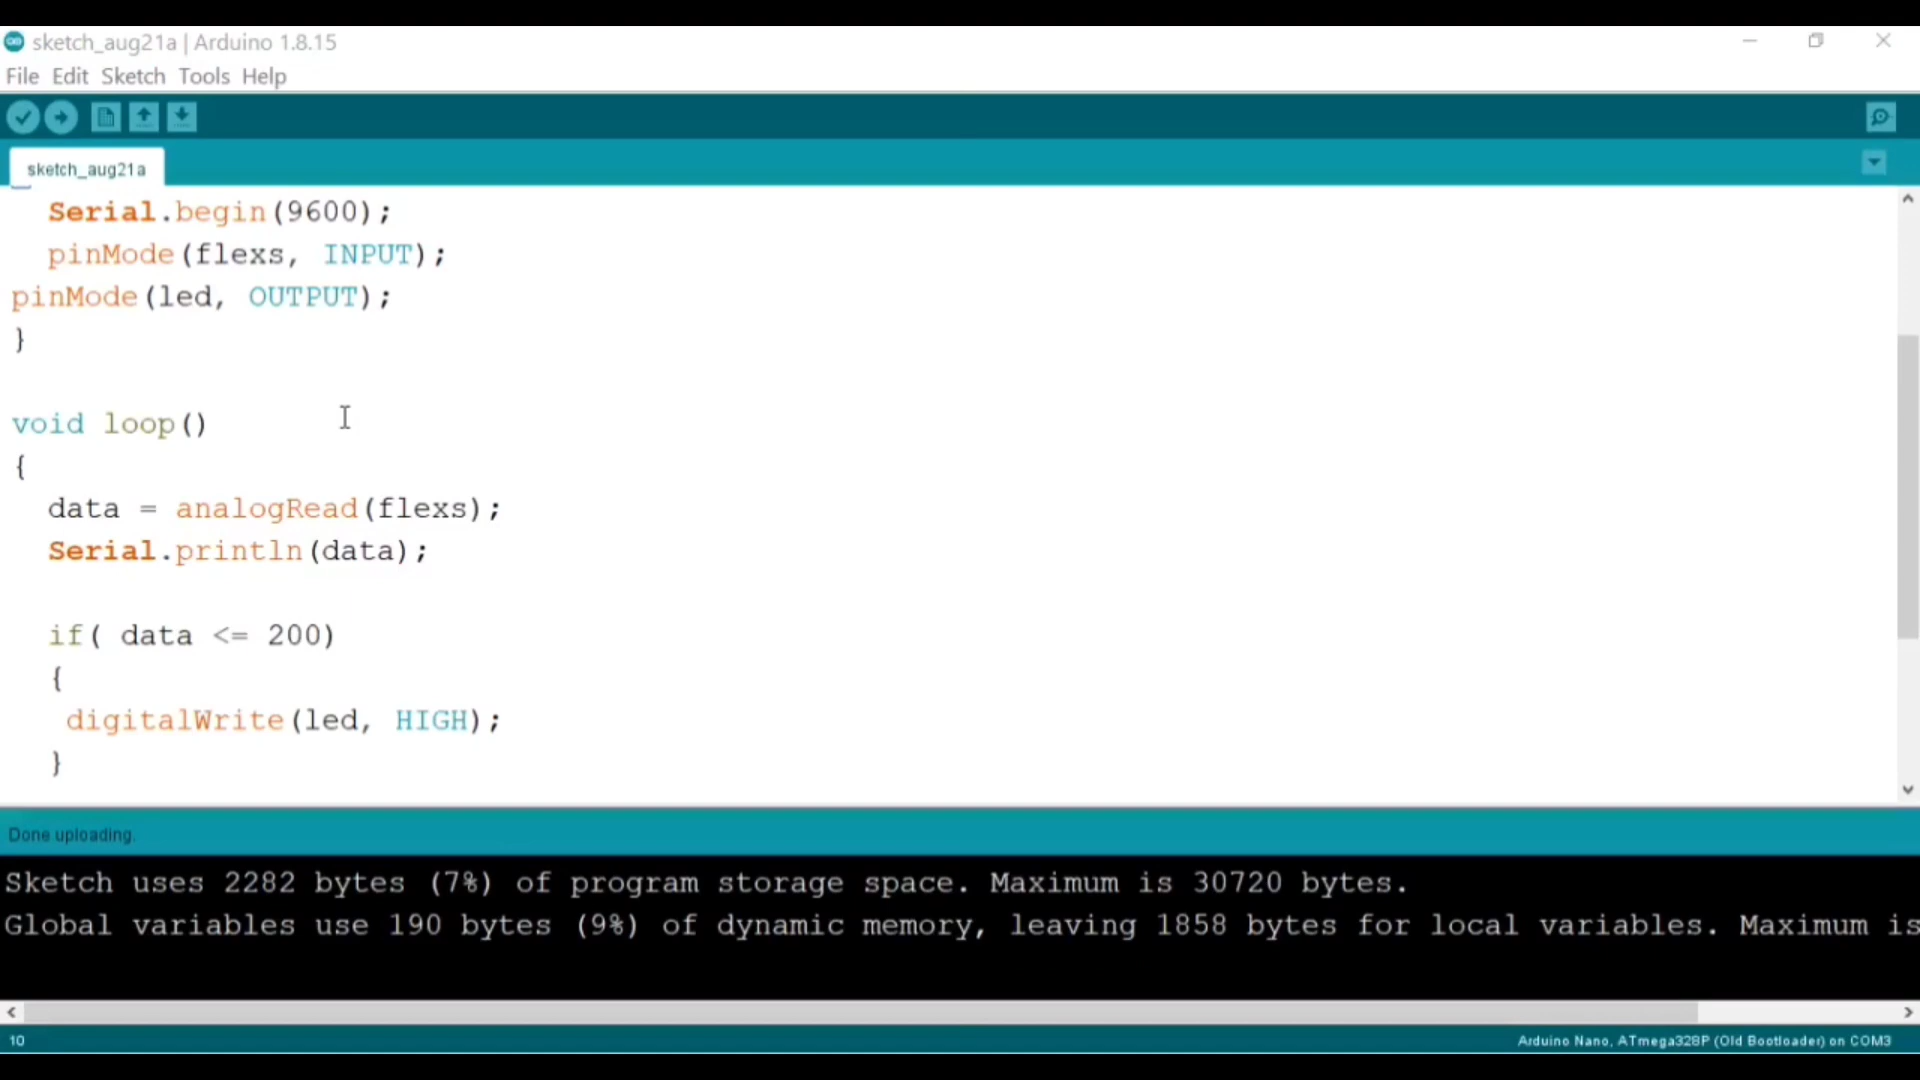 sketch_aug21a | Arduino 1.8.15
File Edit Sketch Tools Help
sketch_aug21a
Serial.begin(9600);
pinMode(flexs, INPUT);
pinMode(led, OUTPUT);
}
void loop()
{
data = analogRead(flexs);
Serial.println(data);
if( data <= 200)
{
digitalWrite(led, HIGH);
}
Done uploading.
Sketch uses 2282 bytes (7%) of program storage space. Maximum is 30720 bytes.
Global variables use 190 bytes (9%) of dynamic memory, leaving 1858 bytes for local variables. Maximum is
10
Arduino Nano, ATmega328P (Old Bootloader) on COM3